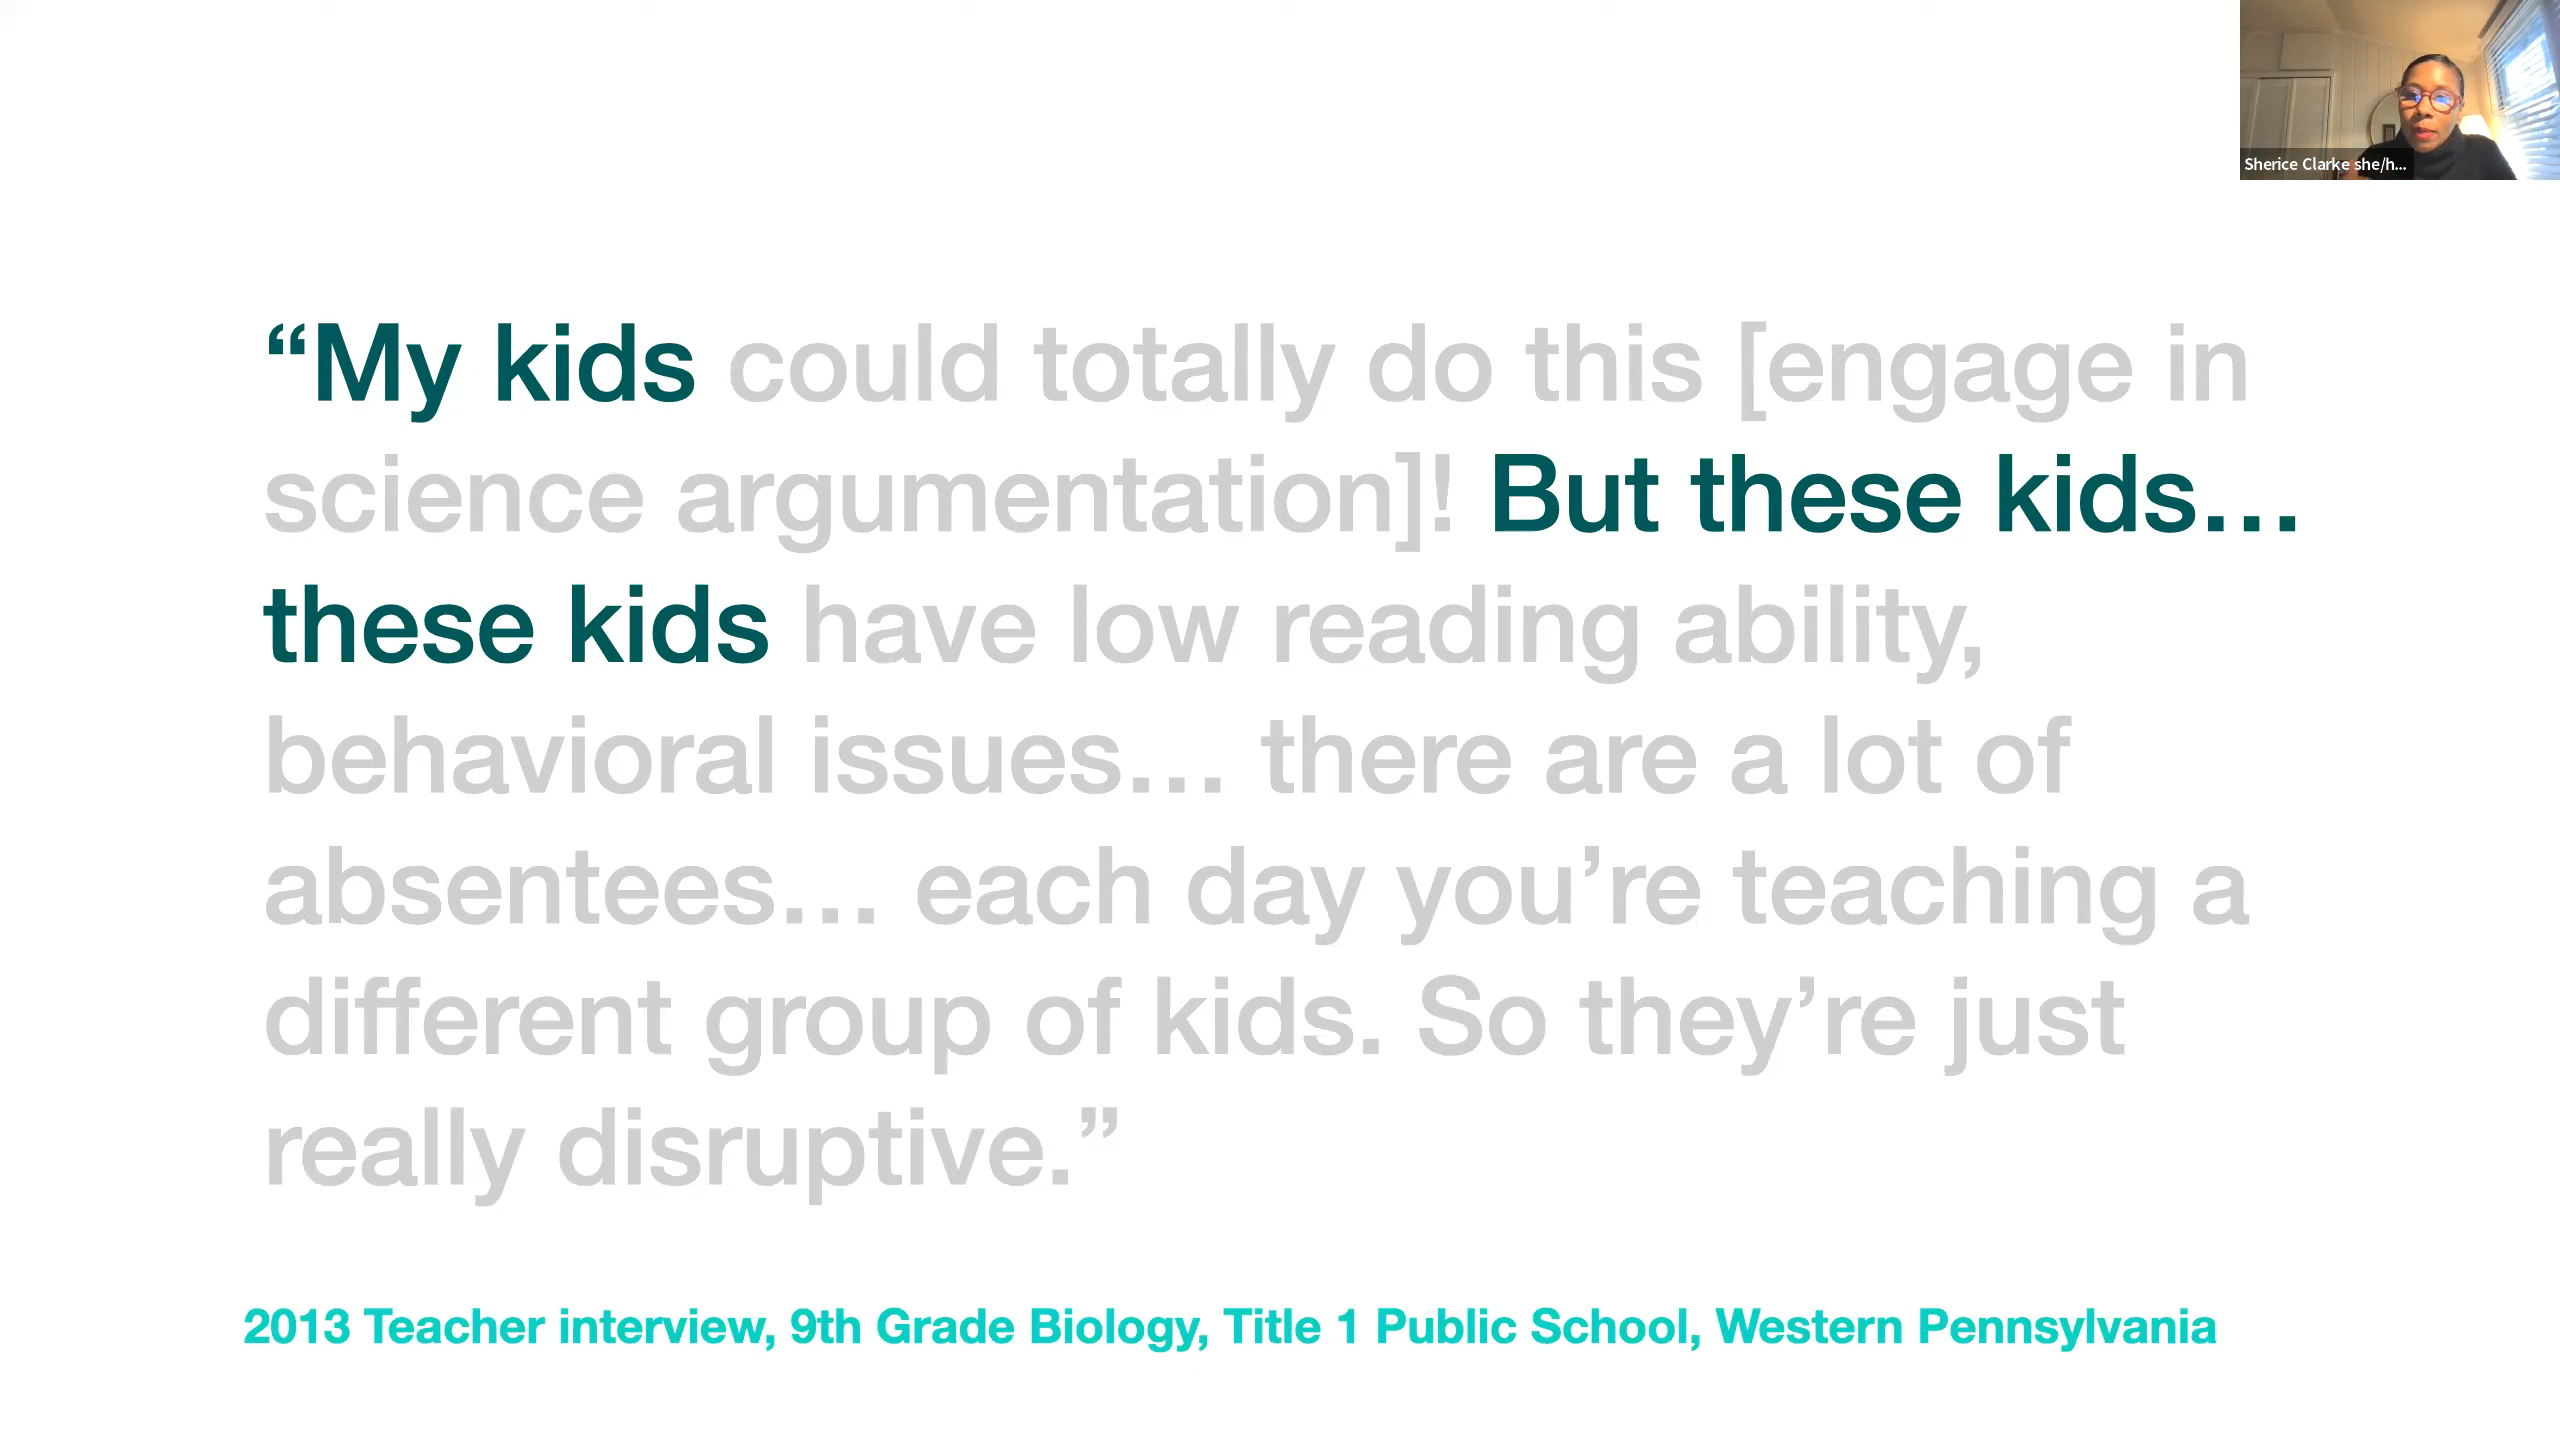 Sherice Clarke she/h...
“My kids could totally do this [engage in
science argumentation]! But these kids…
these kids have low reading ability,
behavioral issues… there are a lot of
absentees… each day you’re teaching a
different group of kids. So they’re just
really disruptive.”
2013 Teacher interview, 9th Grade Biology, Title 1 Public School, Western Pennsylvania